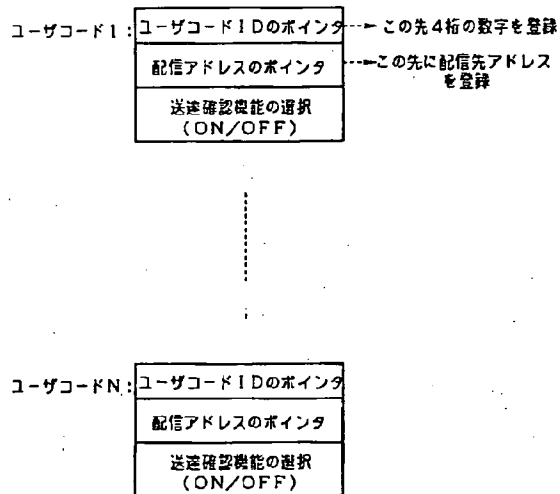 ユーザコード1: ユーザコードIDのポインタ この先4桁の数字を登録
配信アドレスのポインタ この先に配信先アドレス
を登録
送達確認機能の選択
(ON/OFF)
ユーザコードN: ユーザコードIDのポインタ
配信アドレスのポインタ
送達確認機能の選択
(ON/OFF)